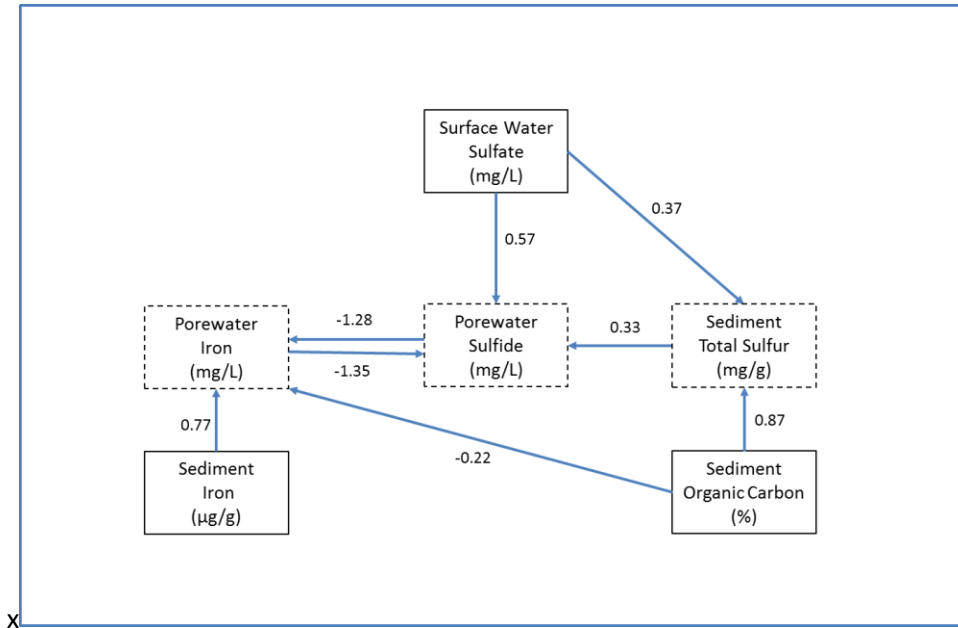 Surface Water
Sulfate
(mg/L)
0.37
0.57
Porewater
Iron
(mg/L)
-1.28
-1.35
Porewater
Sulfide
(mg/L)
0.33
Sediment
Total Sulfur
(mg/g)
0.77
-0.22
0.87
Sediment
Iron
(µg/g)
Sediment
Organic Carbon
(%)
x